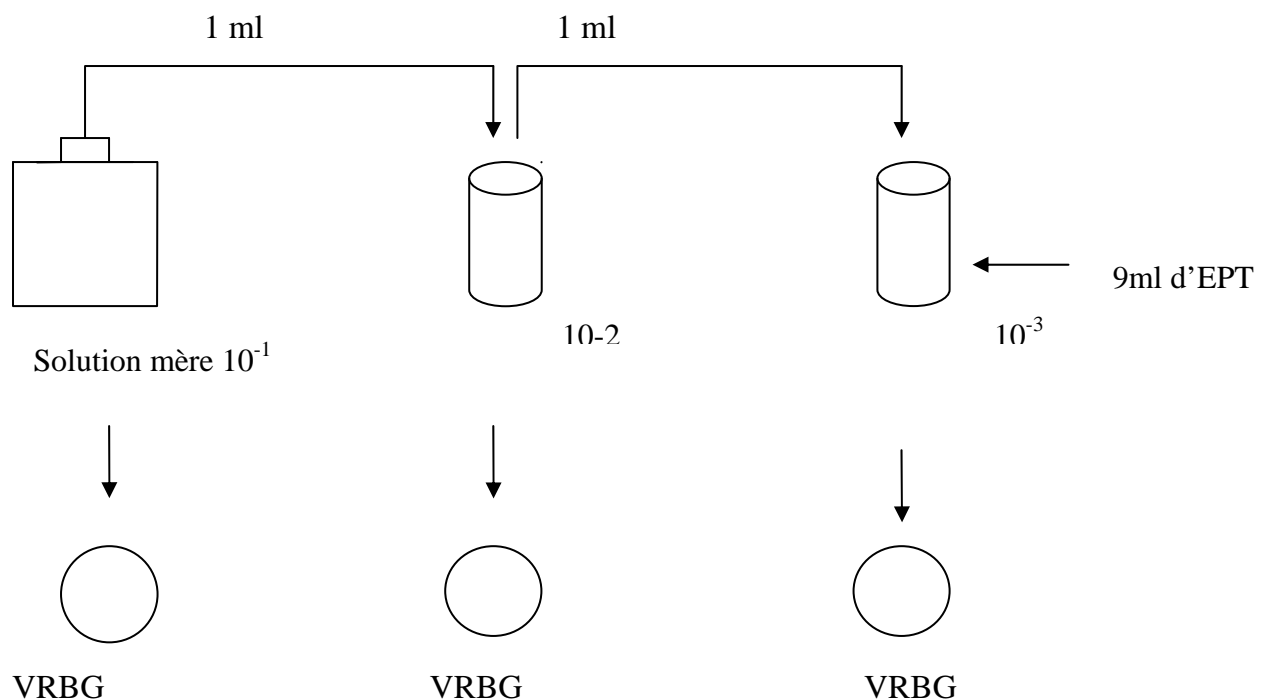 1 ml 1 ml
9ml d’EPT
10-2 10⁻³
Solution mère 10⁻¹
VRBG VRBG VRBG